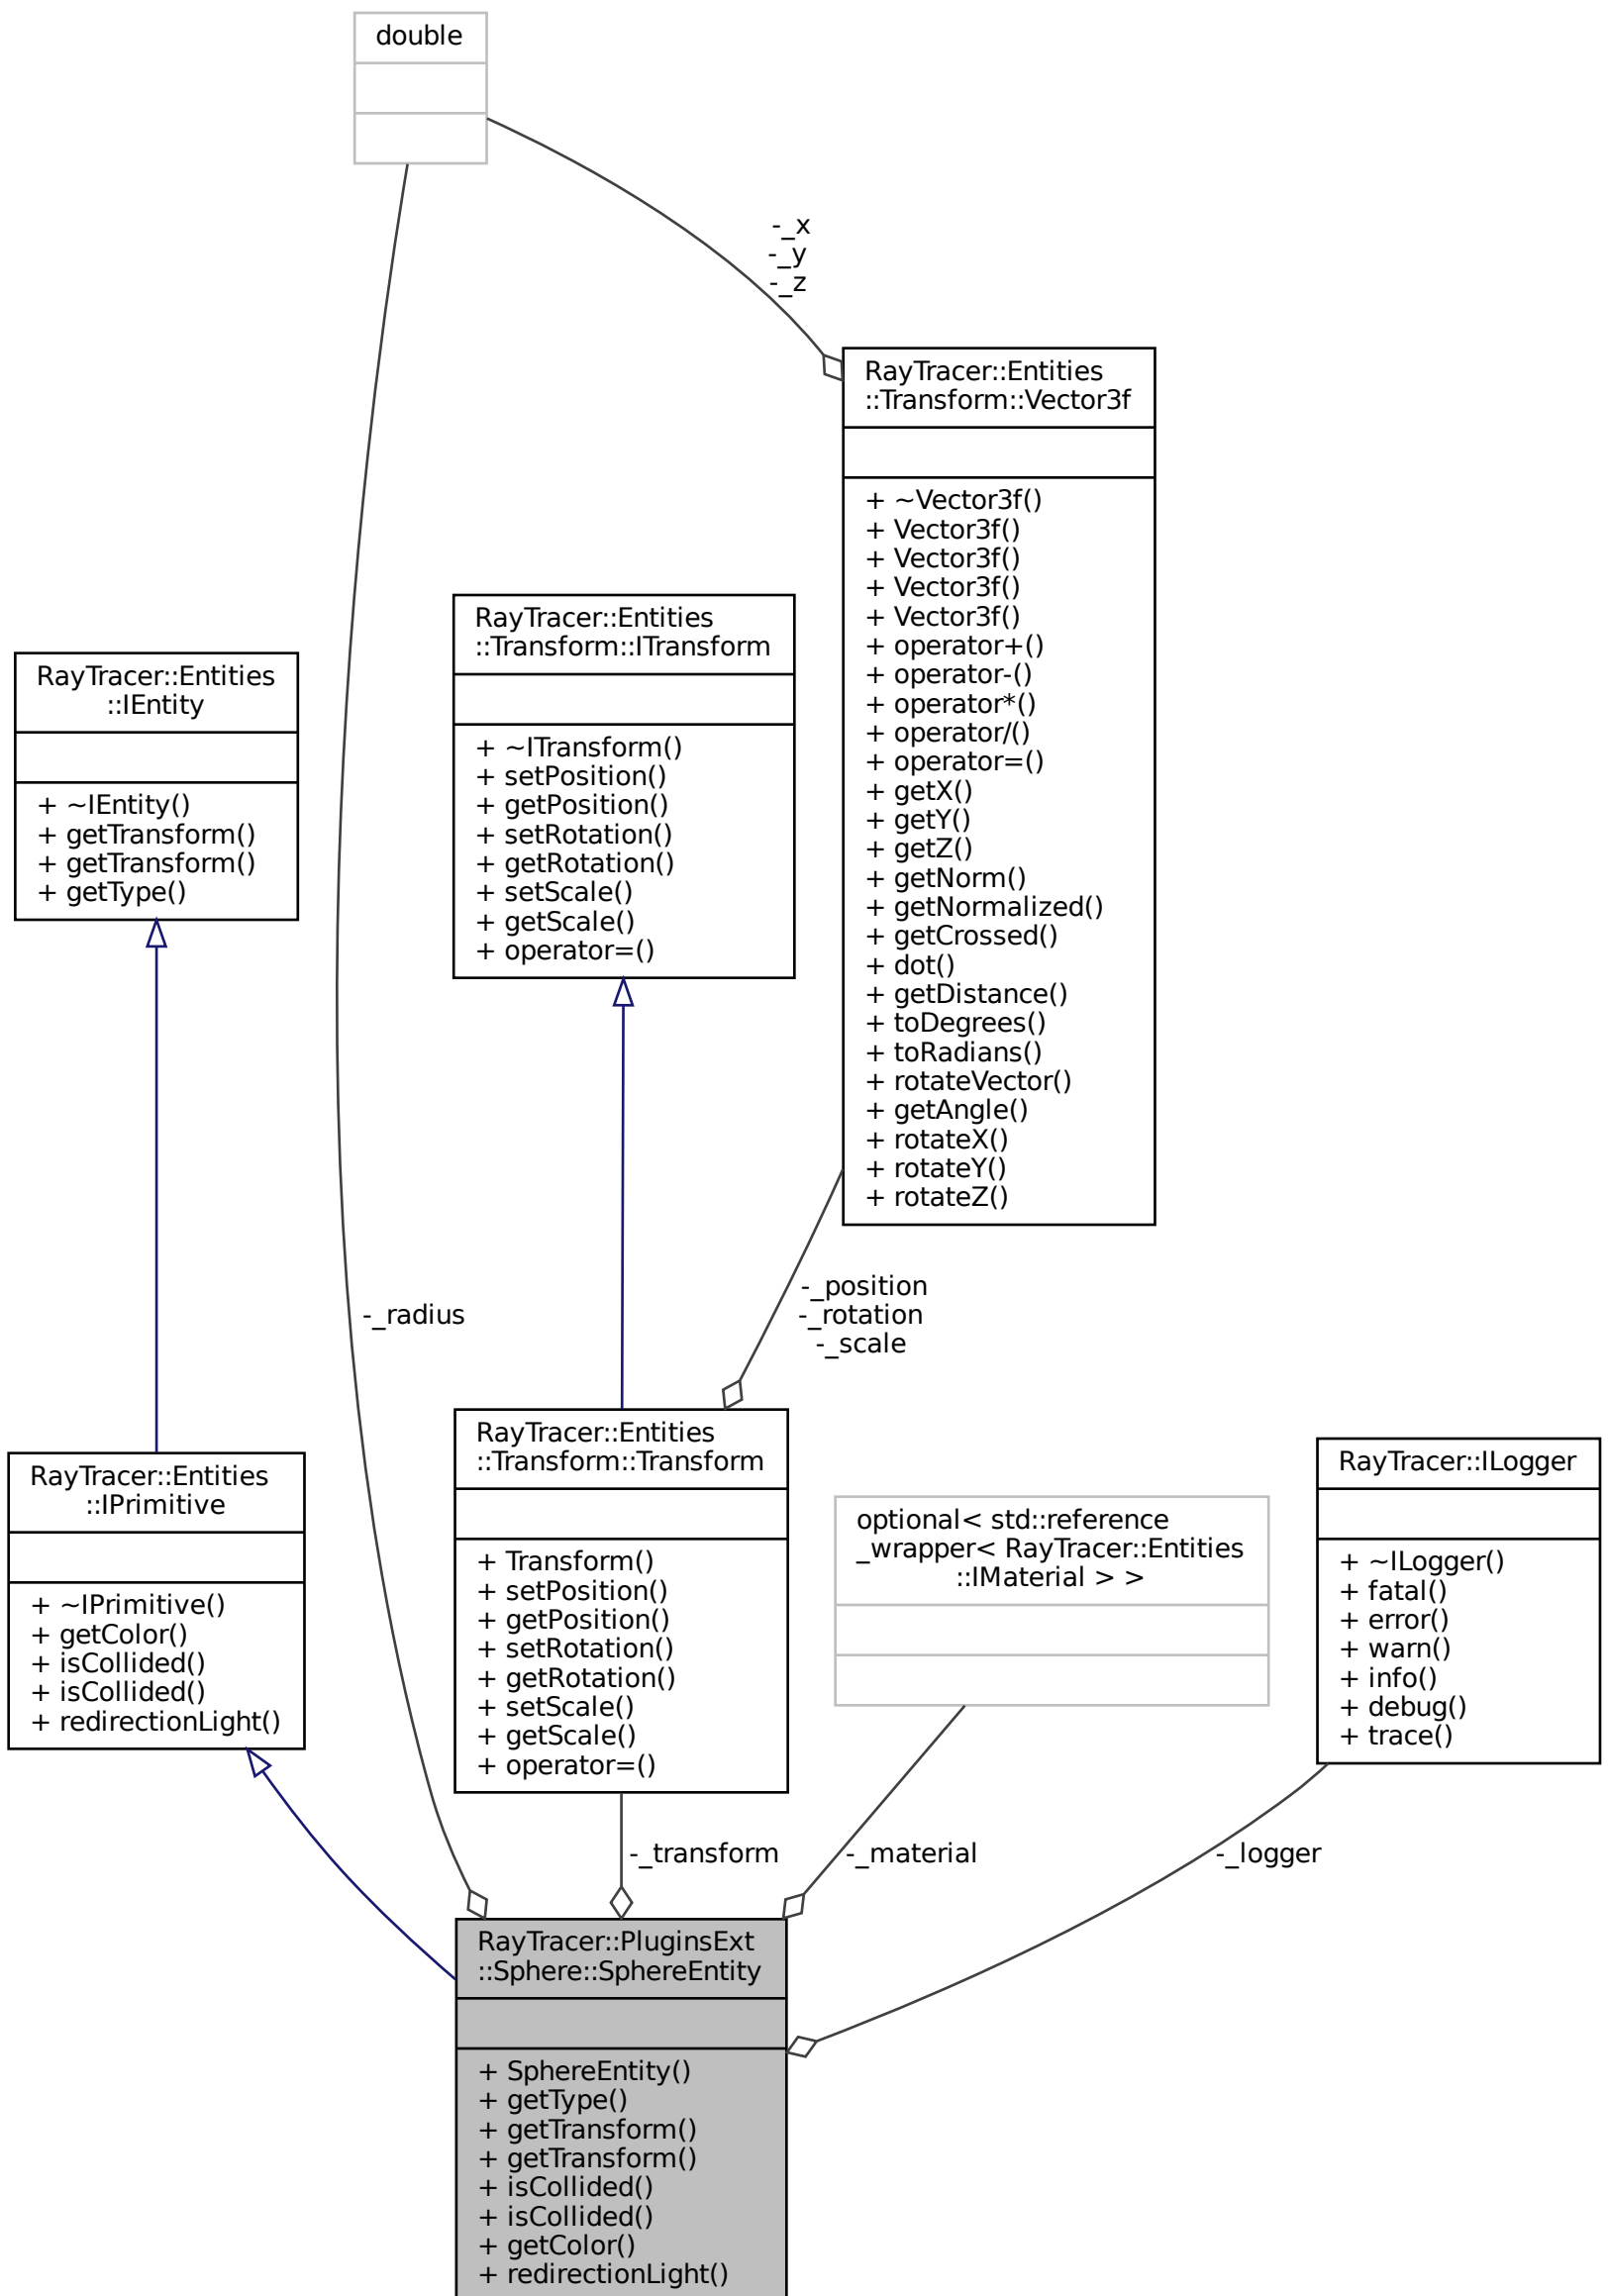 double
-_x
-_y
-_z
RayTracer::Entities
::Transform::Vector3f
+ ~Vector3f()
+ Vector3f()
+ Vector3f()
+ Vector3f()
+ Vector3f()
+ operator+()
+ operator-()
+ operator*()
+ operator/()
+ operator=()
+ getX()
+ getY()
+ getZ()
+ getNorm()
+ getNormalized()
+ getCrossed()
+ dot()
+ getDistance()
+ toDegrees()
+ toRadians()
+ rotateVector()
+ getAngle()
+ rotateX()
+ rotateY()
+ rotateZ()
RayTracer::Entities
::Transform::ITransform
+ ~ITransform()
+ setPosition()
+ getPosition()
+ setRotation()
+ getRotation()
+ setScale()
+ getScale()
+ operator=()
RayTracer::Entities
::IEntity
+ ~IEntity()
+ getTransform()
+ getTransform()
+ getType()
-_radius
-_position
-_rotation
-_scale
RayTracer::Entities
::IPrimitive
+ ~IPrimitive()
+ getColor()
+ isCollided()
+ isCollided()
+ redirectionLight()
RayTracer::Entities
::Transform::Transform
+ Transform()
+ setPosition()
+ getPosition()
+ setRotation()
+ getRotation()
+ setScale()
+ getScale()
+ operator=()
optional< std::reference
_wrapper< RayTracer::Entities
::IMaterial > >
RayTracer::ILogger
+ ~ILogger()
+ fatal()
+ error()
+ warn()
+ info()
+ debug()
+ trace()
-_transform
-_material
-_logger
RayTracer::PluginsExt
::Sphere::SphereEntity
+ SphereEntity()
+ getType()
+ getTransform()
+ getTransform()
+ isCollided()
+ isCollided()
+ getColor()
+ redirectionLight()